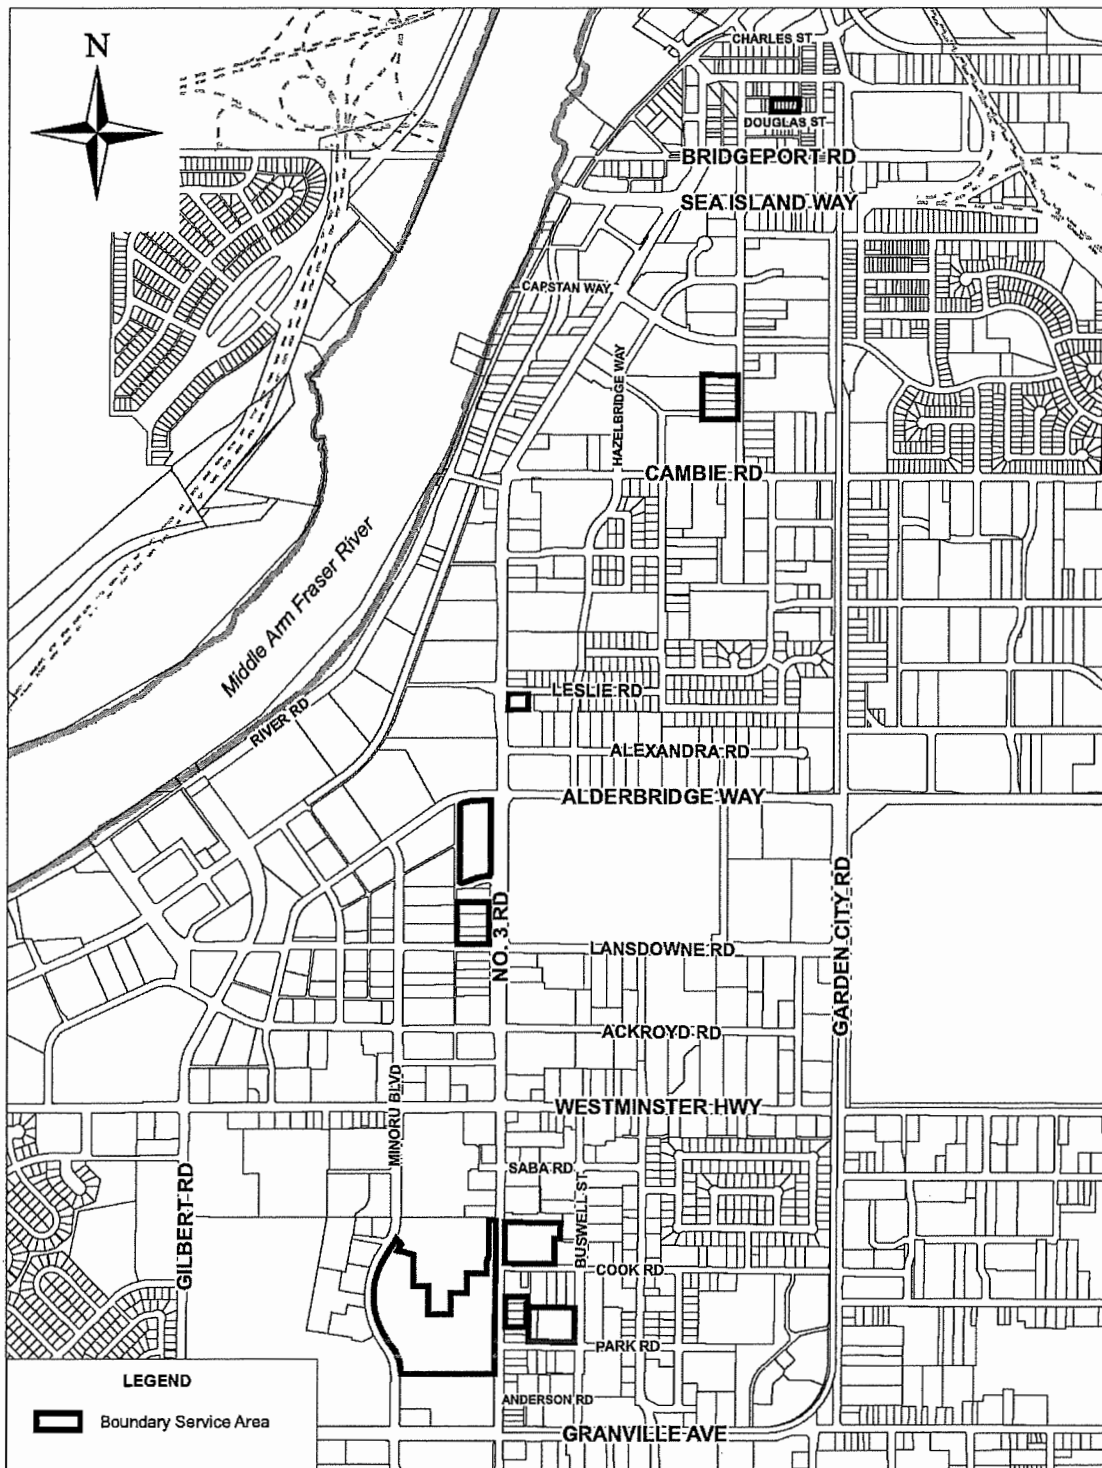 N
CHARLES ST
DOUGLAS ST
BRIDGEPORT RD
SEA ISLAND WAY
CAPSTAN WAY
HAZELBRIDGE WAY
CAMBIE RD
Middle Arm Fraser River
LESLIE RD
RIVER RD
ALEXANDRA RD
ALDERBRIDGE WAY
NO. 3 RD
GARDEN CITY RD
LANSDOWNE RD
ACKROYD RD
MINORU BLVD
WESTMINSTER HWY
SABA RD
GILBERT RD
BUSWELL ST
COOK RD
PARK RD
LEGEND
ANDERSON RD
Boundary Service Area
GRANVILLE AVE